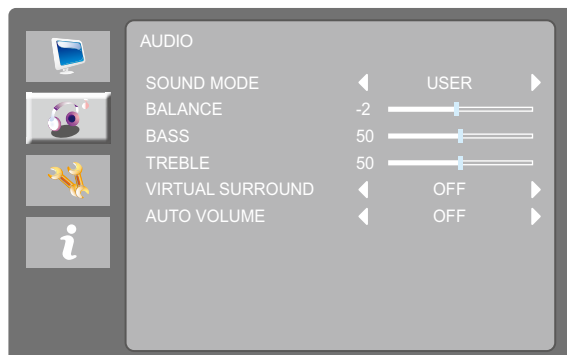 AUDIO
SOUND MODE USER
BALANCE -2
BASS 50
TREBLE 50
VIRTUAL SURROUND OFF
AUTO VOLUME OFF
i